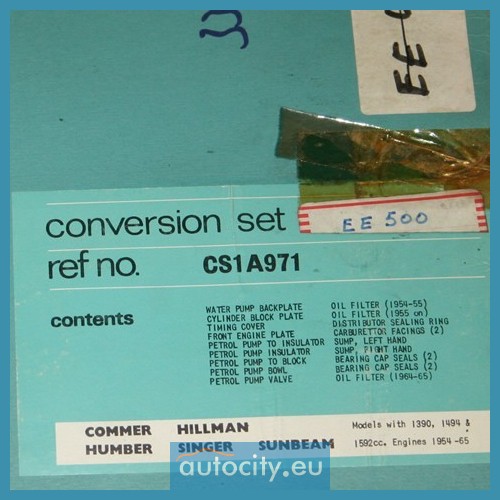 EE
conversion set
EE 500
ref no. CS1A971
contents
WATER PUMP BACKPLATE OIL FILTER (1954-55)
CYLINDER BLOCK PLATE OIL FILTER (1955 on)
TIMING COVER DISTRIBUTOR SEALING RING
FRONT ENGINE PLATE CARBURETTOR FACINGS (2)
PETROL PUMP TO INSULATOR SUMP, LEFT HAND
PETROL PUMP INSULATOR SUMP, RIGHT HAND
PETROL PUMP TO BLOCK BEARING CAP SEALS (2)
PETROL PUMP BOWL BEARING CAP SEALS (2)
PETROL PUMP VALVE OIL FILTER (1964-65)
COMMER HILLMAN Models with 1390, 1494 &
HUMBER SINGER SUNBEAM 1592cc. Engines 1954-65
autocity.eu